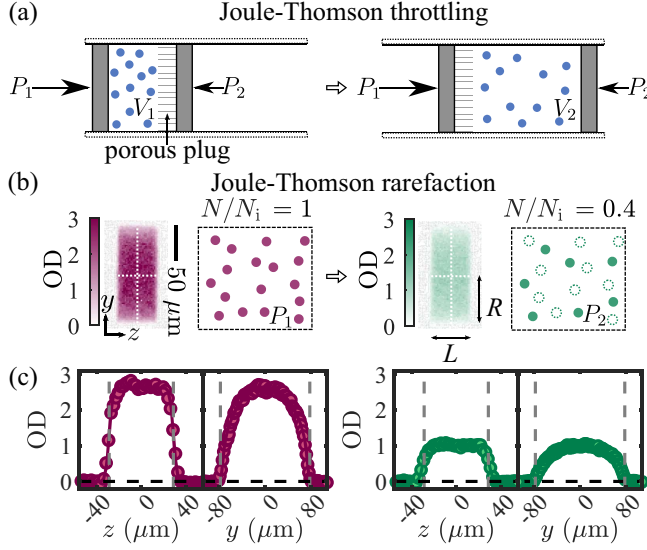 (a) Joule-Thomson throttling
P₁ V₁ P₂ ⇨ P₁ V₂ P₂
porous plug
(b) Joule-Thomson rarefaction
N/Nᵢ = 1 N/Nᵢ = 0.4
3 2 1 0 OD y z 50 μm P₁ ⇨ 3 2 1 0 OD R L P₂
(c)
3 2 1 0 OD 3 2 1 0 OD
-40 0 40 -80 0 80 -40 0 40 -80 0 80
z (μm) y (μm) z (μm) y (μm)